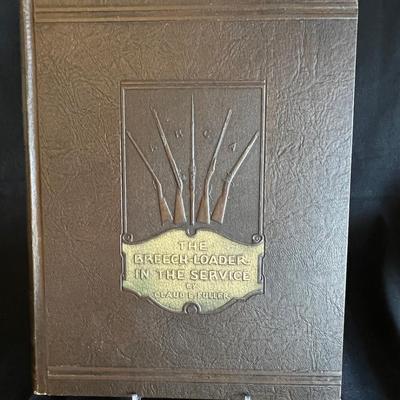 THE
BREECH-LOADER
IN THE SERVICE
BY
CLAUD E. FULLER